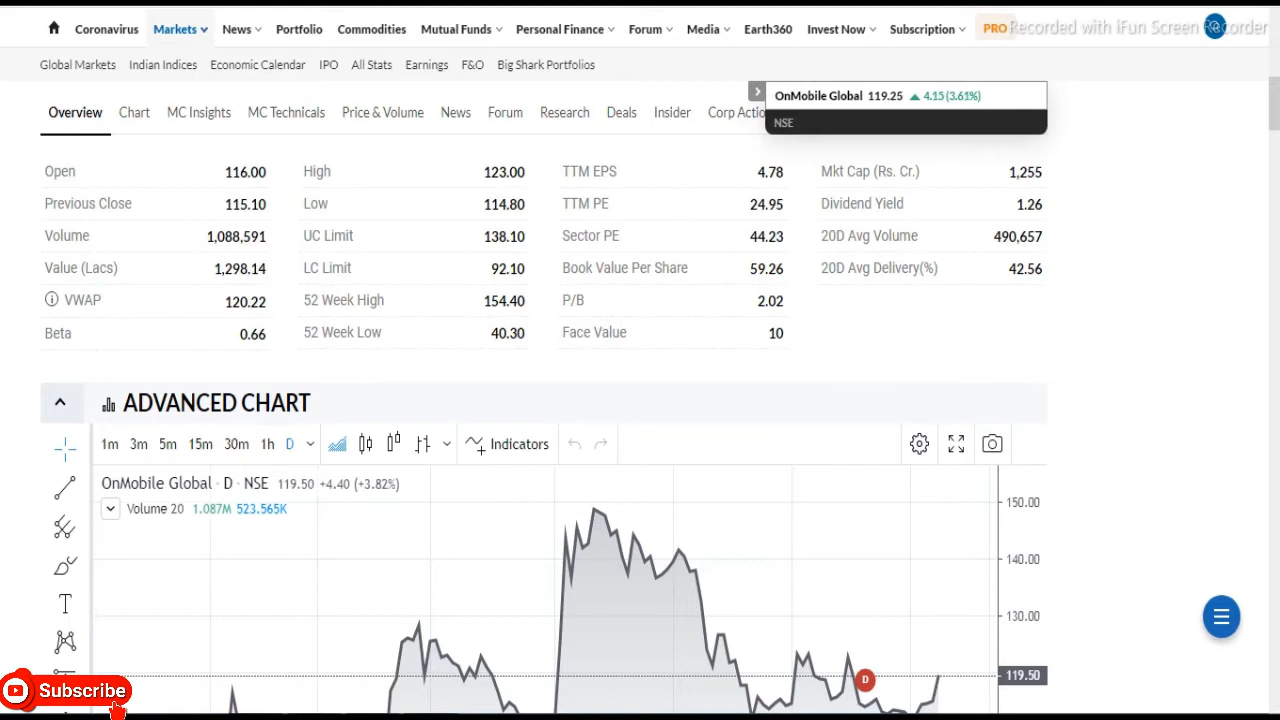 Coronavirus Markets News Portfolio Commodities Mutual Funds Personal Finance Forum Media Earth360 Invest Now Subscription PRO
Recorded with iFun Screen Recorder
Global Markets Indian Indices Economic Calendar IPO All Stats Earnings F&O Big Shark Portfolios
OnMobile Global 119.25 4.15 (3.61%)
NSE
Overview Chart MC Insights MC Technicals Price & Volume News Forum Research Deals Insider Corp Actio
Open 116.00 High 123.00 TTM EPS 4.78 Mkt Cap (Rs. Cr.) 1,255
Previous Close 115.10 Low 114.80 TTM PE 24.95 Dividend Yield 1.26
Volume 1,088,591 UC Limit 138.10 Sector PE 44.23 20D Avg Volume 490,657
Value (Lacs) 1,298.14 LC Limit 92.10 Book Value Per Share 59.26 20D Avg Delivery(%) 42.56
VWAP 120.22 52 Week High 154.40 P/B 2.02
Beta 0.66 52 Week Low 40.30 Face Value 10
ADVANCED CHART
1m 3m 5m 15m 30m 1h D Indicators
OnMobile Global · D · NSE 119.50 +4.40 (+3.82%)
Volume 20 1.087M 523.565K
150.00
140.00
130.00
119.50
D
T
Subscribe